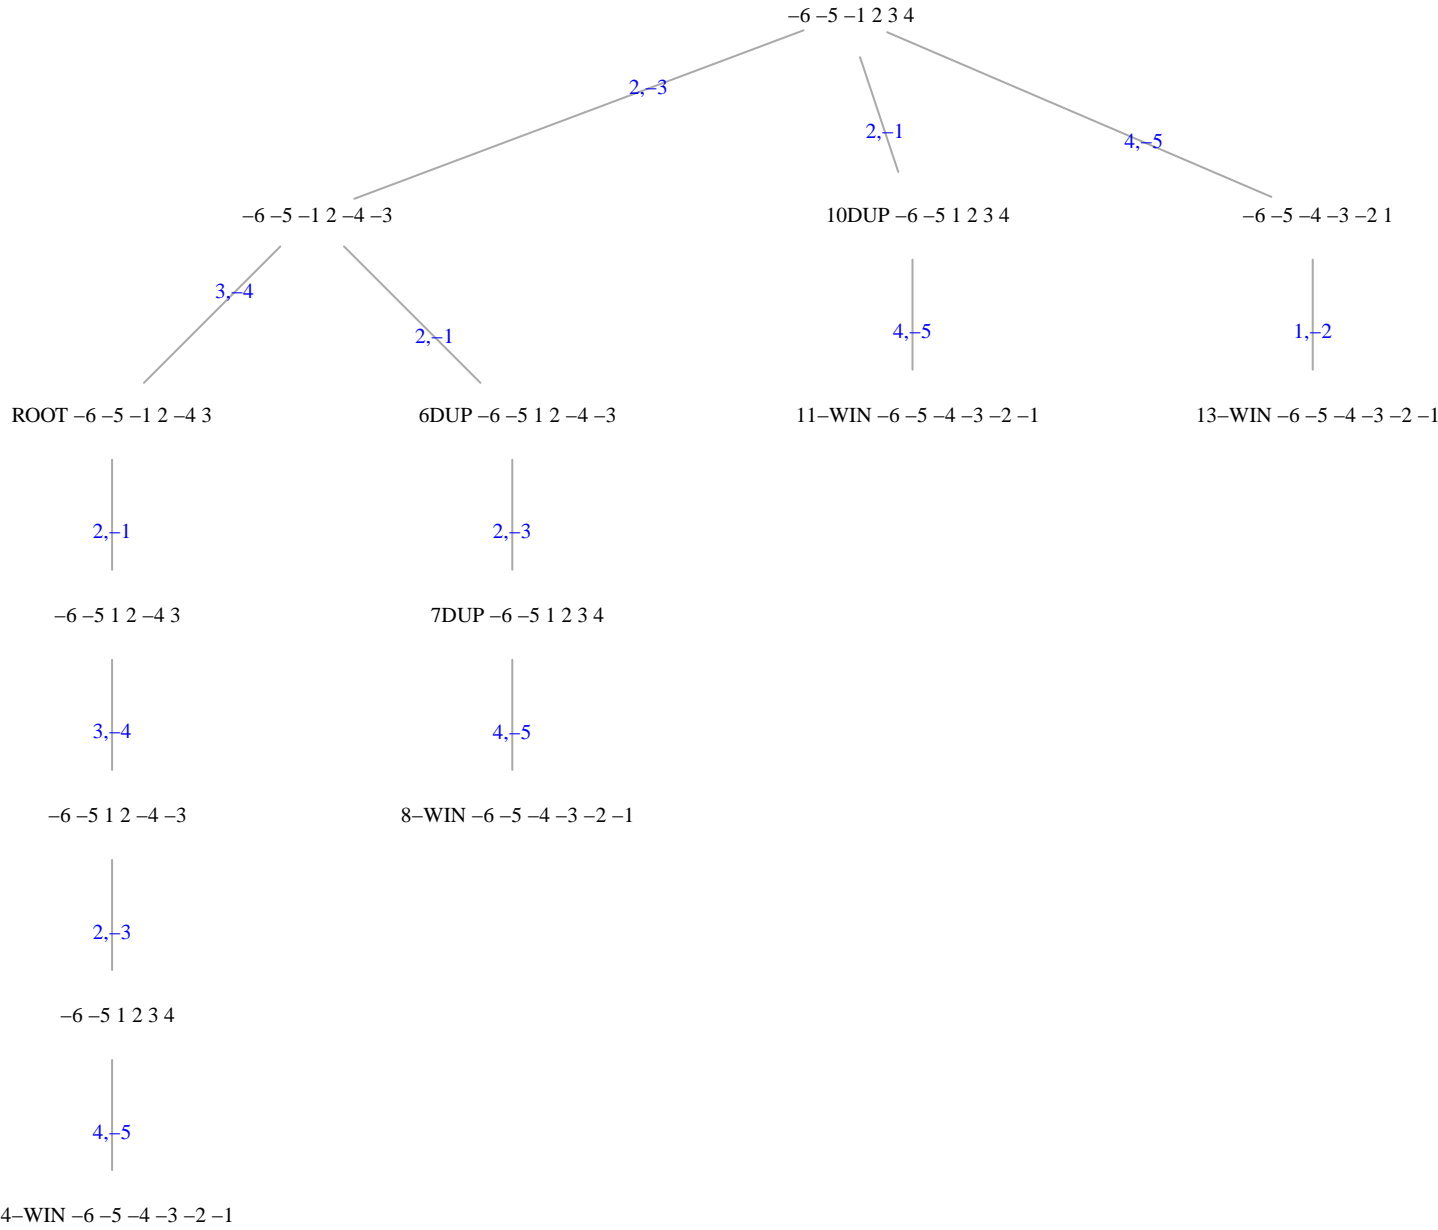 −6 −5 −1 2 3 4
2,−3
2,−1
4,−5
−6 −5 −1 2 −4 −3
10DUP −6 −5 1 2 3 4
−6 −5 −4 −3 −2 1
3,−4
2,−1
4,−5
1,−2
ROOT −6 −5 −1 2 −4 3
6DUP −6 −5 1 2 −4 −3
11−WIN −6 −5 −4 −3 −2 −1
13−WIN −6 −5 −4 −3 −2 −1
2,−1
2,−3
−6 −5 1 2 −4 3
7DUP −6 −5 1 2 3 4
3,−4
4,−5
−6 −5 1 2 −4 −3
8−WIN −6 −5 −4 −3 −2 −1
2,−3
−6 −5 1 2 3 4
4,−5
4−WIN −6 −5 −4 −3 −2 −1